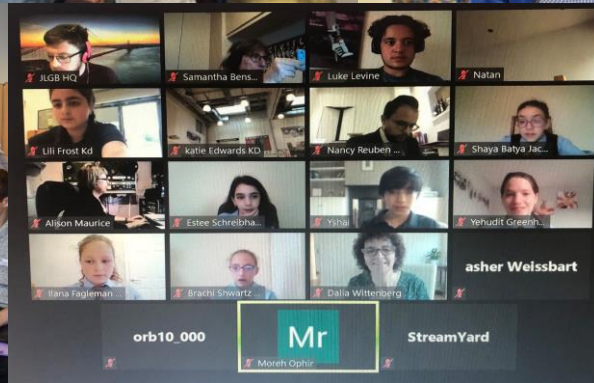 JLGB HQ
Samantha Bens...
Luke Levine
Natan
Lili Frost Kd
katie Edwards KD
Nancy Reuben ...
Shaya Batya Jac...
Alison Maurice
Estee Schreibha...
Yshai
Yehudit Greenh...
Ilana Fagleman ...
Brachi Shwartz ...
Dalia Wittenberg
asher Weissbart
orb10_000
Mr
Moreh Ophir
StreamYard